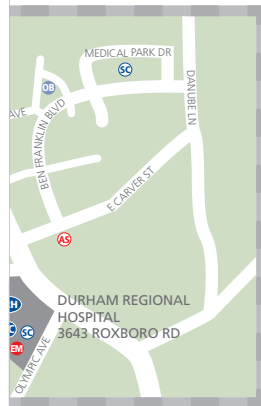 MEDICAL PARK DR
SC
OB
DANUBE LN
AVE
BEN FRANKLIN BLVD
E CARVER ST
AS
H
DURHAM REGIONAL
HOSPITAL
3643 ROXBORO RD
C
SC
EM
OLYMPIC AVE